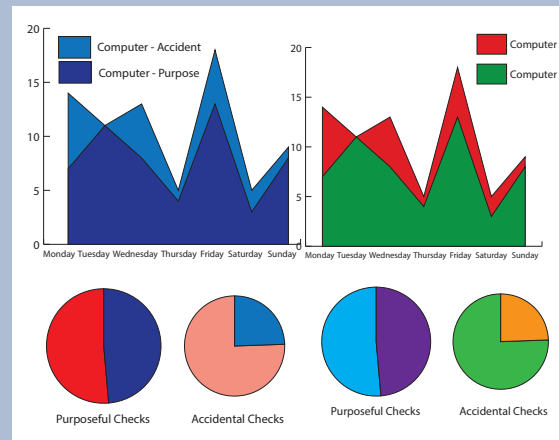 20
15
10
5
0
Computer - Accident
Computer - Purpose
Monday Tuesday Wednesday Thursday Friday Saturday Sunday
20
15
10
5
0
Computer
Computer
Monday Tuesday Wednesday Thursday Friday Saturday Sunday
Purposeful Checks
Accidental Checks
Purposeful Checks
Accidental Checks